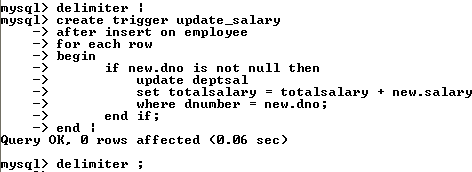 mysql> delimiter |
mysql> create trigger update_salary
    -> after insert on employee
    -> for each row
    -> begin
    ->       if new.dno is not null then
    ->           update deptsal
    ->           set totalsalary = totalsalary + new.salary
    ->           where dnumber = new.dno;
    ->       end if;
    -> end |
Query OK, 0 rows affected (0.06 sec)

mysql> delimiter ;